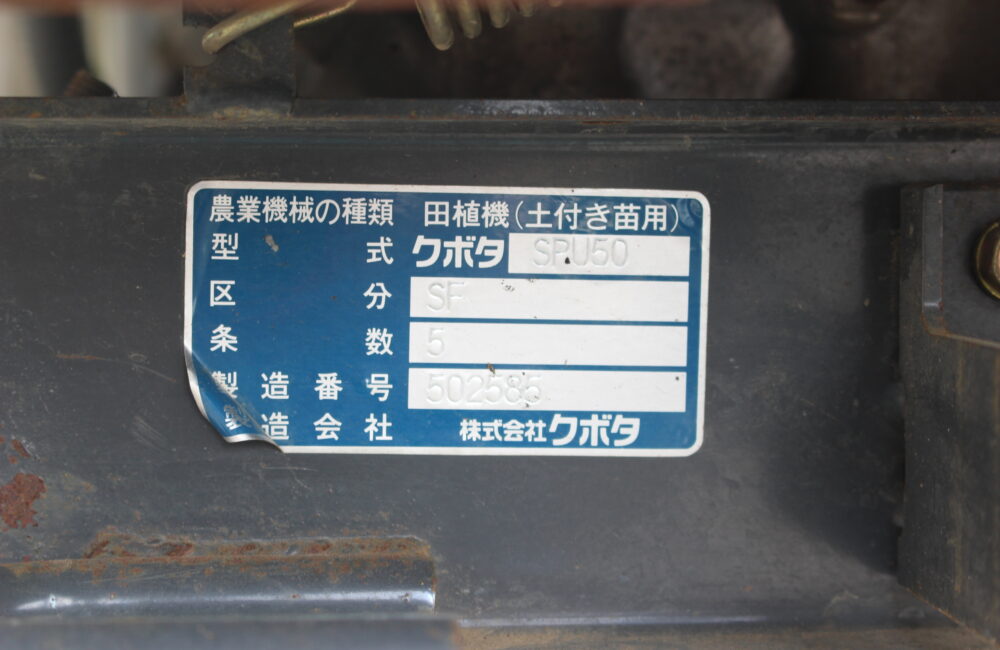 農業機械の種類 田植機(土付き苗用)
型式 クボタ SPU50
区分 SF
条数 5
製造番号 502585
製造会社 株式会社クボタ